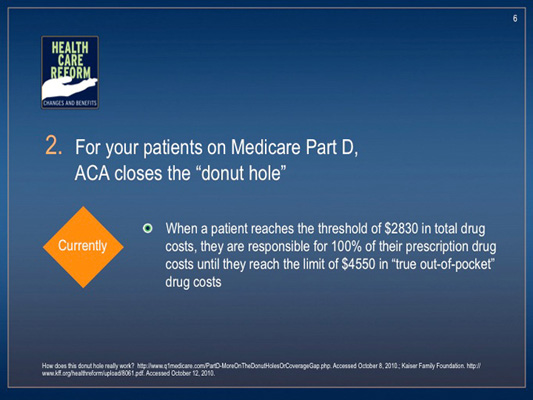 6
HEALTH
CARE
REFORM
CHANGES AND BENEFITS
2. For your patients on Medicare Part D,
ACA closes the “donut hole”
Currently
When a patient reaches the threshold of $2830 in total drug
costs, they are responsible for 100% of their prescription drug
costs until they reach the limit of $4550 in “true out-of-pocket”
drug costs
How does this donut hole really work? http://www.q1medicare.com/PartD-MoreOnTheDonutHolesOrCoverageGap.php. Accessed October 8, 2010.; Kaiser Family Foundation. http://
www.kff.org/healthreform/upload/8061.pdf. Accessed October 12, 2010.